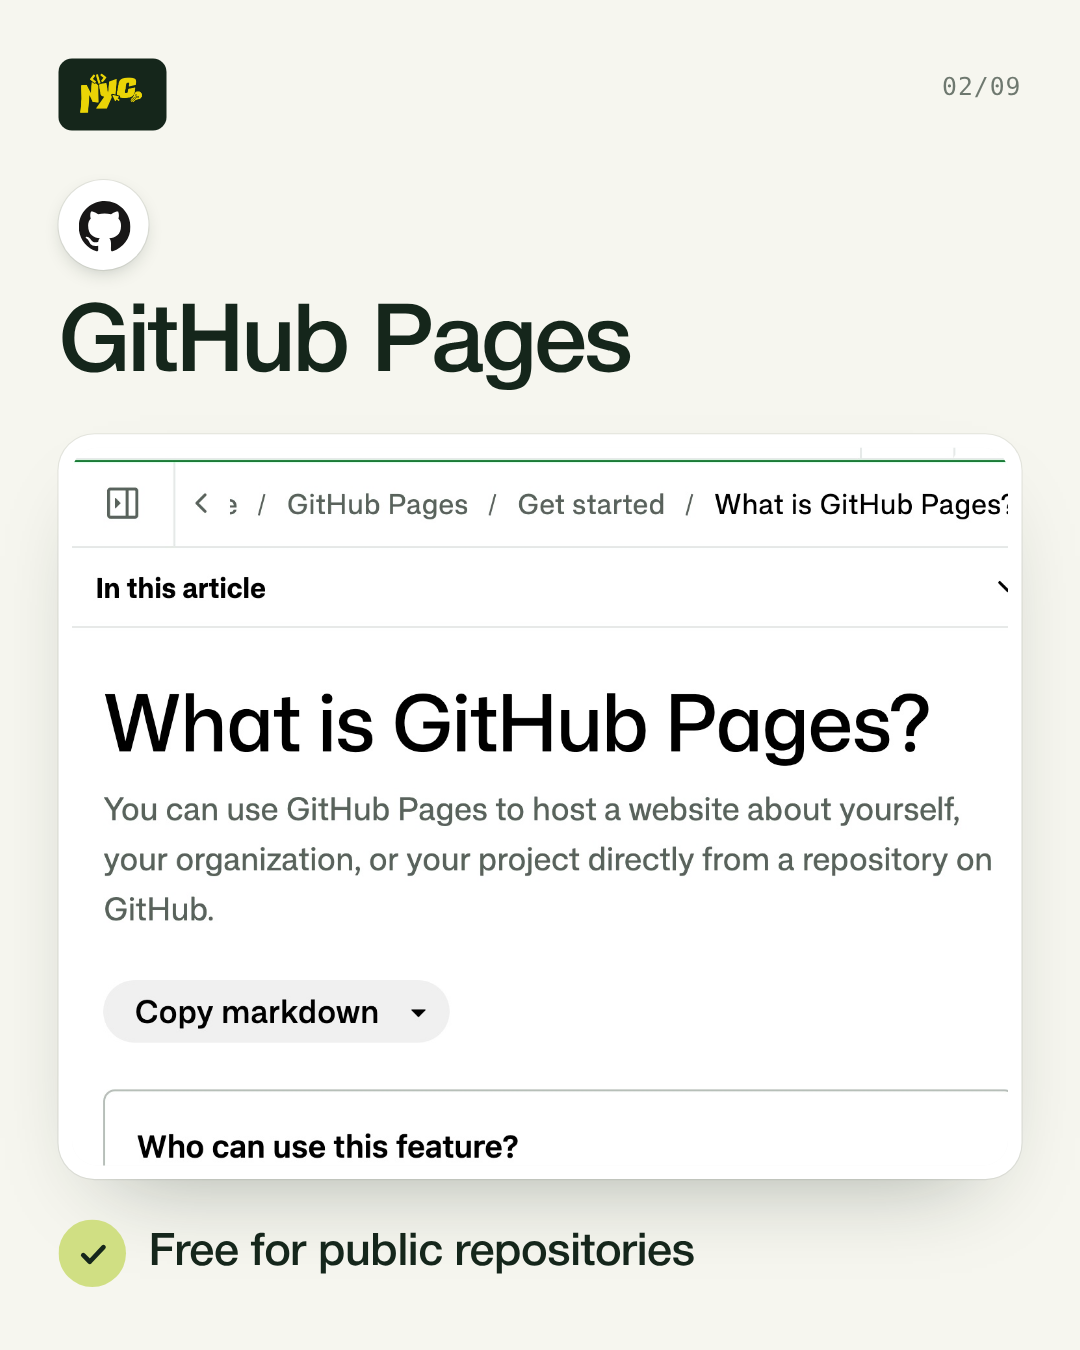 NYC
02/09
GitHub Pages
e / GitHub Pages / Get started / What is GitHub Pages?
In this article
What is GitHub Pages?
You can use GitHub Pages to host a website about yourself,
your organization, or your project directly from a repository on
GitHub.
Copy markdown
Who can use this feature?
Free for public repositories